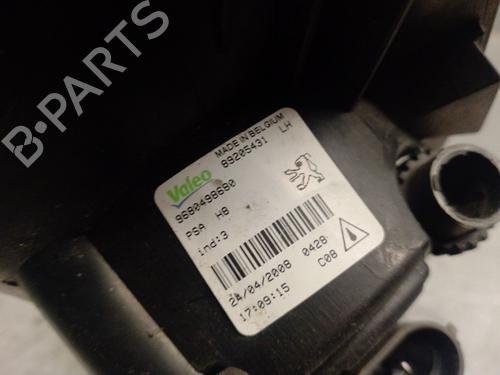 MADE IN BELGIUM
89205431 LH
Valeo
9680498680
PSA H8
ind:3
24/04/2008 0428
17:09:15 C08
B-PARTS